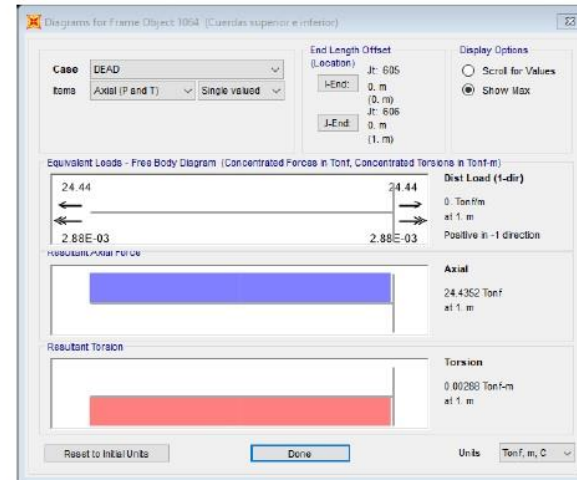 Diagrams for Frame Object 1064 (Cuerdas superior e inferior)
Case DEAD
Items Axial (P and T) Single valued
End Length Offset
(Location)
Jt: 605
I-End: 0. m
(0. m)
Jt: 606
J-End: 0. m
(1. m)
Display Options
Scroll for Values
Show Max
Equivalent Loads - Free Body Diagram (Concentrated Forces in Tonf, Concentrated Torsions in Tonf-m)
24.44 24.44
2.88E-03 2.88E-03
Dist Load (1-dir)
0. Tonf/m
at 1. m
Positive in -1 direction
Resultant Axial Force
Axial
24.4352 Tonf
at 1. m
Resultant Torsion
Torsion
0.00288 Tonf-m
at 1. m
Reset to Initial Units Done Units Tonf, m, C